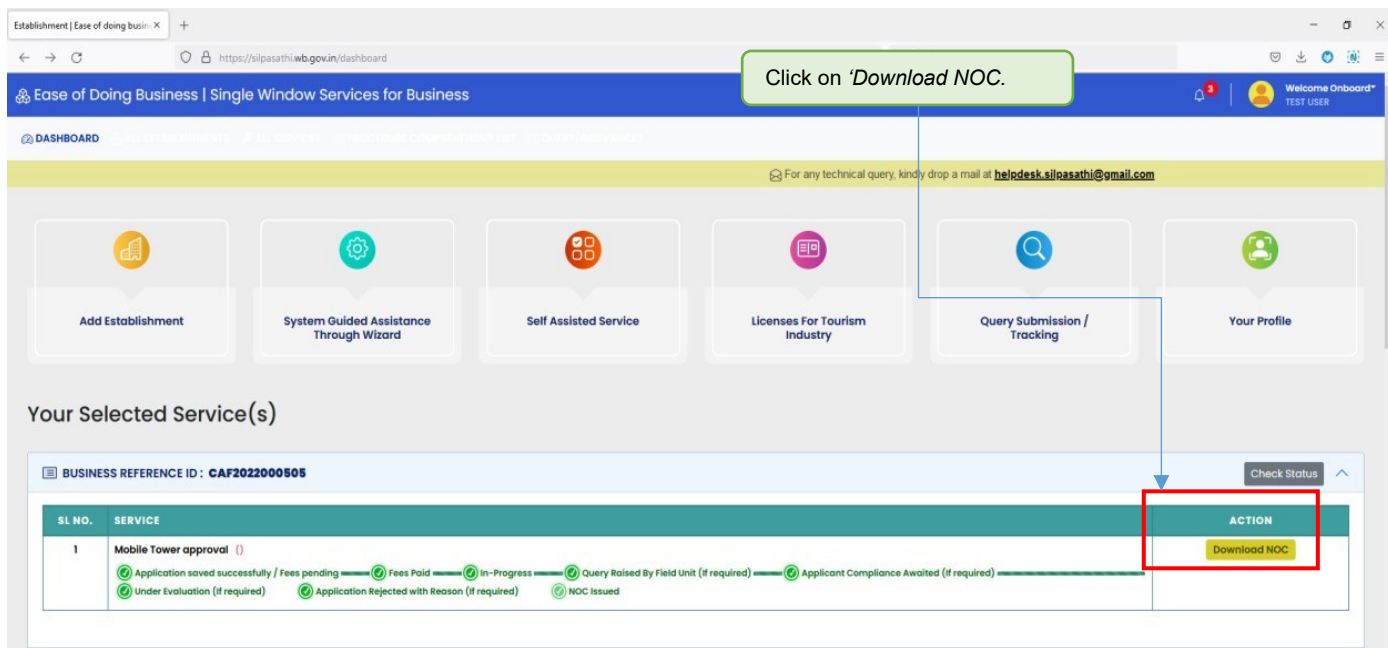 Establishment | Ease of doing busin
https://silpasathi.wb.gov.in/dashboard
Click on 'Download NOC.
Ease of Doing Business | Single Window Services for Business
3
Welcome Onboard"
TEST USER
DASHBOARD
For any technical query, kindly drop a mail at helpdesk.silpasathi@gmail.com
Add Establishment
System Guided Assistance
Through Wizard
Self Assisted Service
Licenses For Tourism
Industry
Query Submission /
Tracking
Your Profile
Your Selected Service(s)
BUSINESS REFERENCE ID : CAF2022000505
Check Status
SL NO. SERVICE ACTION
1 Mobile Tower approval () Download NOC
Application saved successfully / Fees pending Fees Paid In-Progress Query Raised By Field Unit (If required) Applicant Compliance Awaited (If required)
Under Evaluation (If required) Application Rejected with Reason (If required) NOC Issued